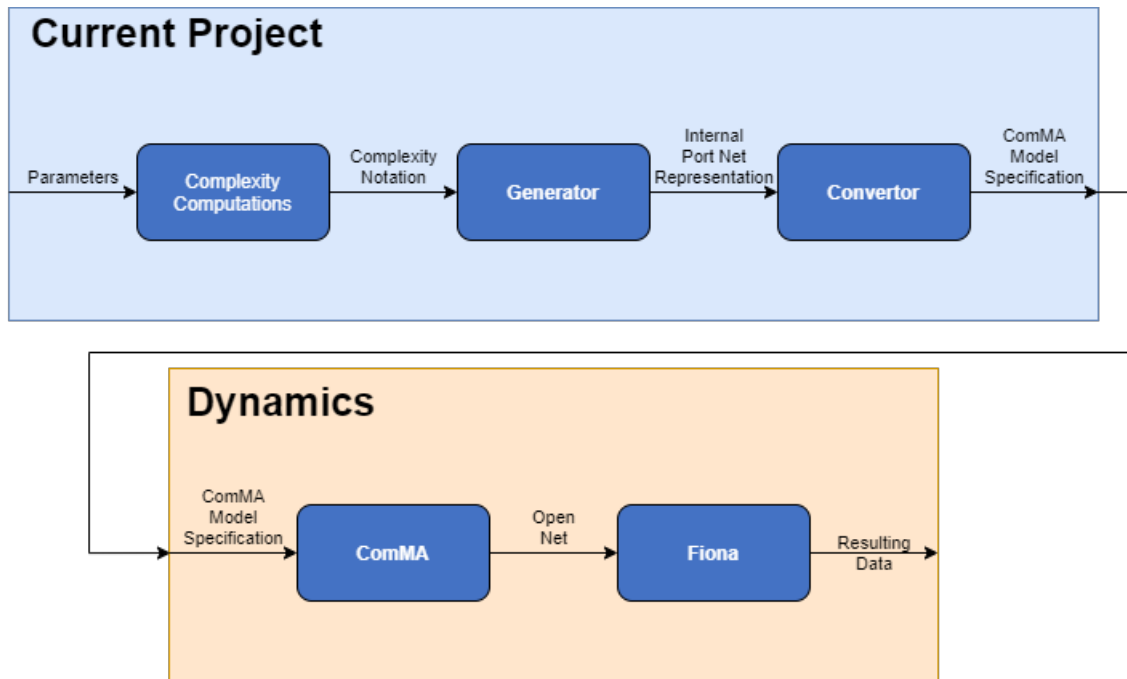 Current Project
Parameters
Complexity
Computations
Complexity
Notation
Generator
Internal
Port Net
Representation
Convertor
ComMA
Model
Specification
Dynamics
ComMA
Model
Specification
ComMA
Open
Net
Fiona
Resulting
Data